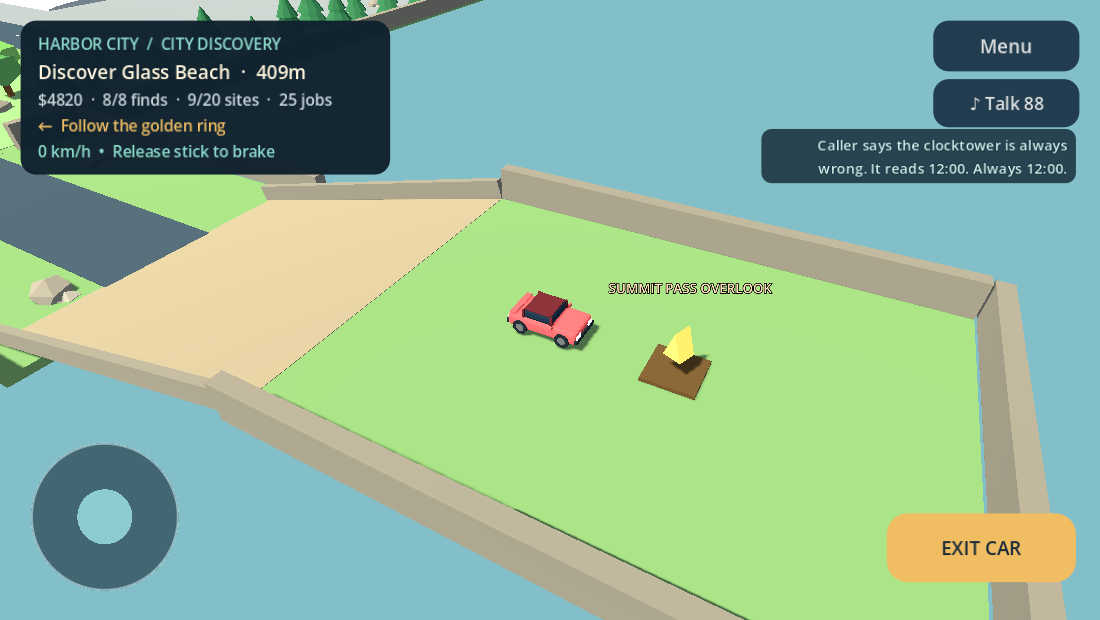 HARBOR CITY / CITY DISCOVERY
Discover Glass Beach · 409m
$4820 · 8/8 finds · 9/20 sites · 25 jobs
← Follow the golden ring
0 km/h • Release stick to brake
Menu
♪ Talk 88
Caller says the clocktower is always
wrong. It reads 12:00. Always 12:00.
SUMMIT PASS OVERLOOK
EXIT CAR